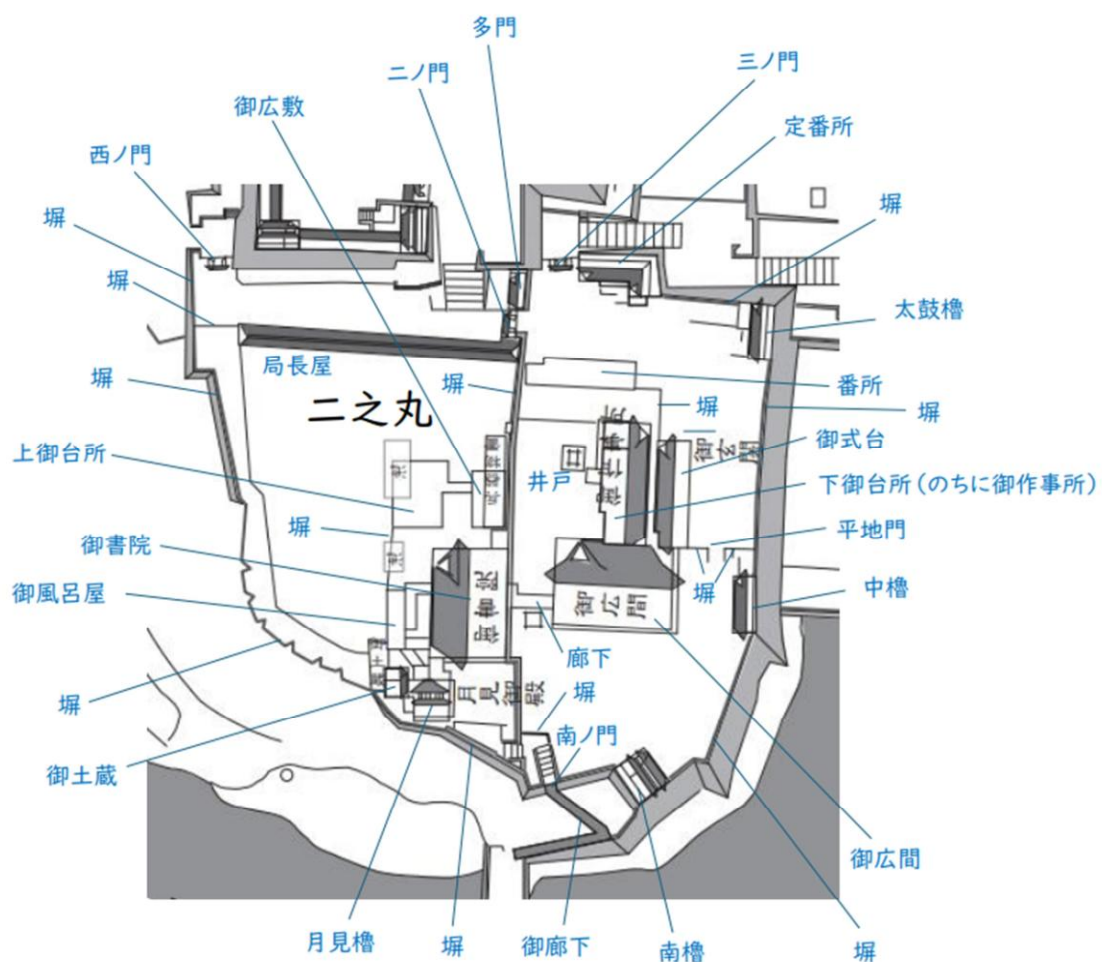 多門
二ノ門
三ノ門
御広敷
定番所
西ノ門
塀
塀
塀
太鼓櫓
局長屋
塀
塀
番所
二之丸
塀
塀
御玄関
御式台
上御台所
井戸
下御台所(のちに御作事所)
塀
平地門
御書院
塀
御風呂屋
御広間
中櫓
廊下
月見御殿
塀
塀
南ノ門
御土蔵
御広間
月見櫓
塀
御廊下
南櫓
塀